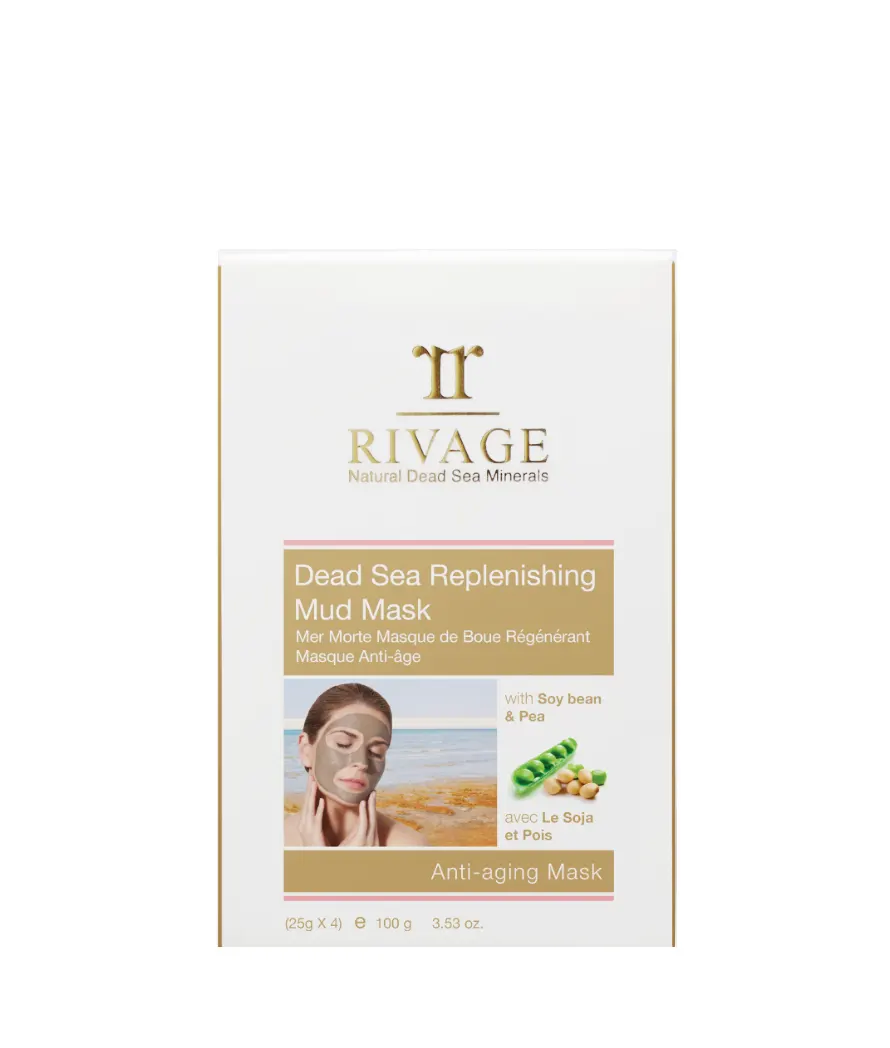 RIVAGE
Natural Dead Sea Minerals
Dead Sea Replenishing
Mud Mask
Mer Morte Masque de Boue Régénérant
Masque Anti-âge
with Soy bean
& Pea
avec Le Soja
et Pois
Anti-aging Mask
(25g X 4) ℮ 100 g 3.53 oz.